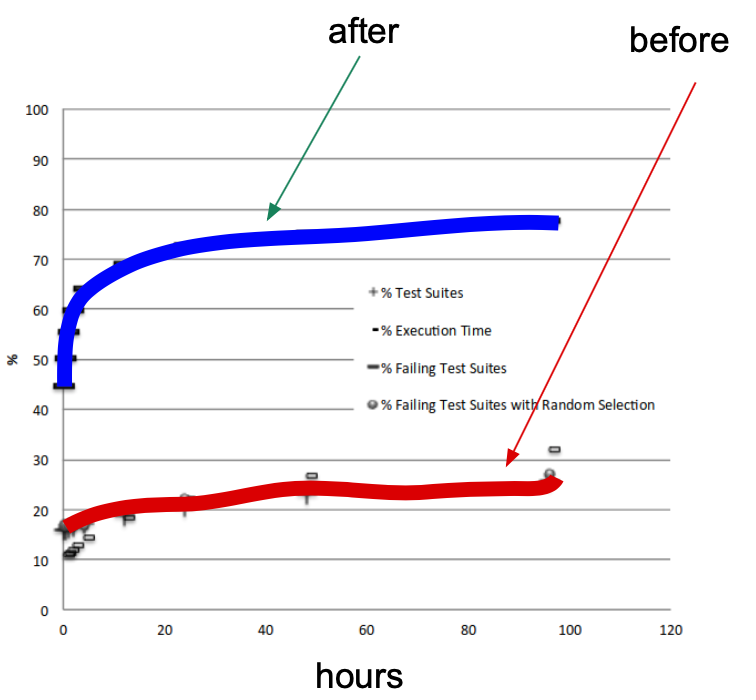 after
before
100
90
80
70
60
50
40
30
20
10
0
%
% Test Suites
% Execution Time
% Failing Test Suites
% Failing Test Suites with Random Selection
0 20 40 60 80 100 120
hours